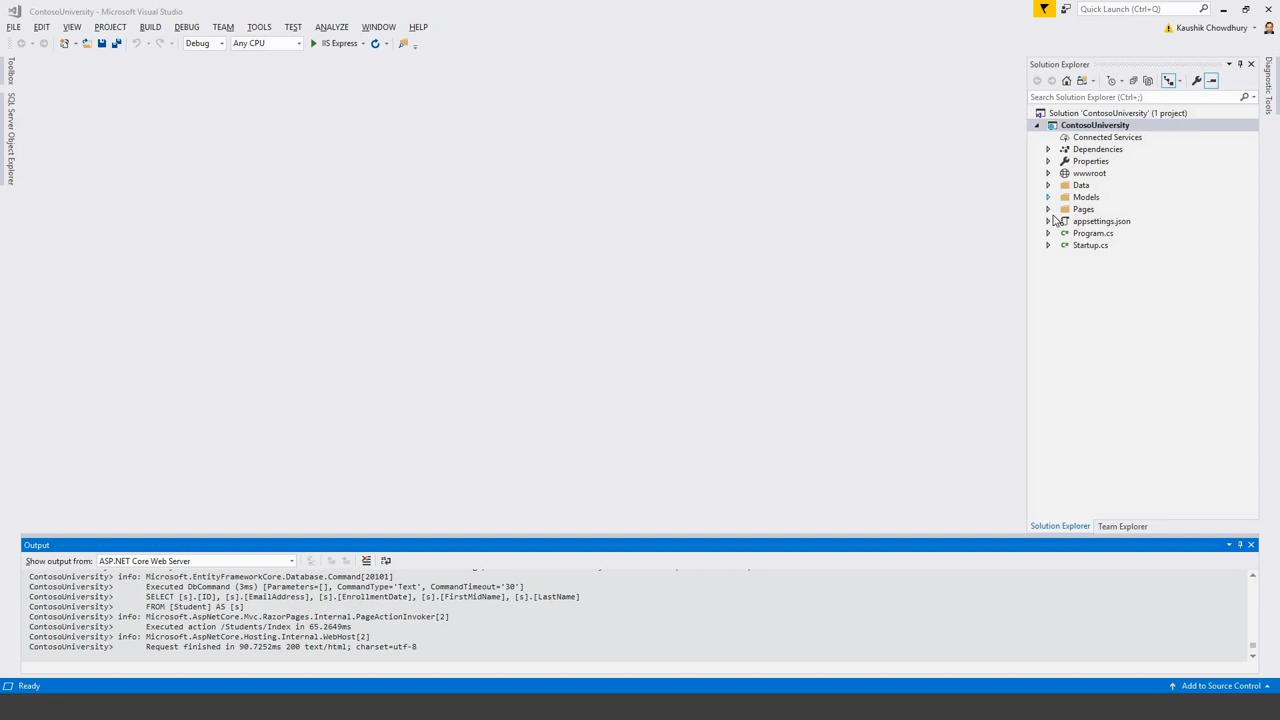 ContosoUniversity - Microsoft Visual Studio
Quick Launch (Ctrl+Q)
FILE EDIT VIEW PROJECT BUILD DEBUG TEAM TOOLS TEST ANALYZE WINDOW HELP
Kaushik Chowdhury
Debug Any CPU IIS Express
Toolbox
SQL Server Object Explorer
Solution Explorer
Search Solution Explorer (Ctrl+;)
Solution 'ContosoUniversity' (1 project)
ContosoUniversity
Connected Services
Dependencies
Properties
wwwroot
Data
Models
Pages
appsettings.json
Program.cs
Startup.cs
Solution Explorer Team Explorer
Diagnostic Tools
Output
Show output from: ASP.NET Core Web Server
ContosoUniversity> info: Microsoft.EntityFrameworkCore.Database.Command[20101]
ContosoUniversity> Executed DbCommand (3ms) [Parameters=[], CommandType='Text', CommandTimeout='30']
ContosoUniversity> SELECT [s].[ID], [s].[EmailAddress], [s].[EnrollmentDate], [s].[FirstMidName], [s].[LastName]
ContosoUniversity> FROM [Student] AS [s]
ContosoUniversity> info: Microsoft.AspNetCore.Mvc.RazorPages.Internal.PageActionInvoker[2]
ContosoUniversity> Executed action /Students/Index in 65.2649ms
ContosoUniversity> info: Microsoft.AspNetCore.Hosting.Internal.WebHost[2]
ContosoUniversity> Request finished in 90.7252ms 200 text/html; charset=utf-8
Ready
Add to Source Control